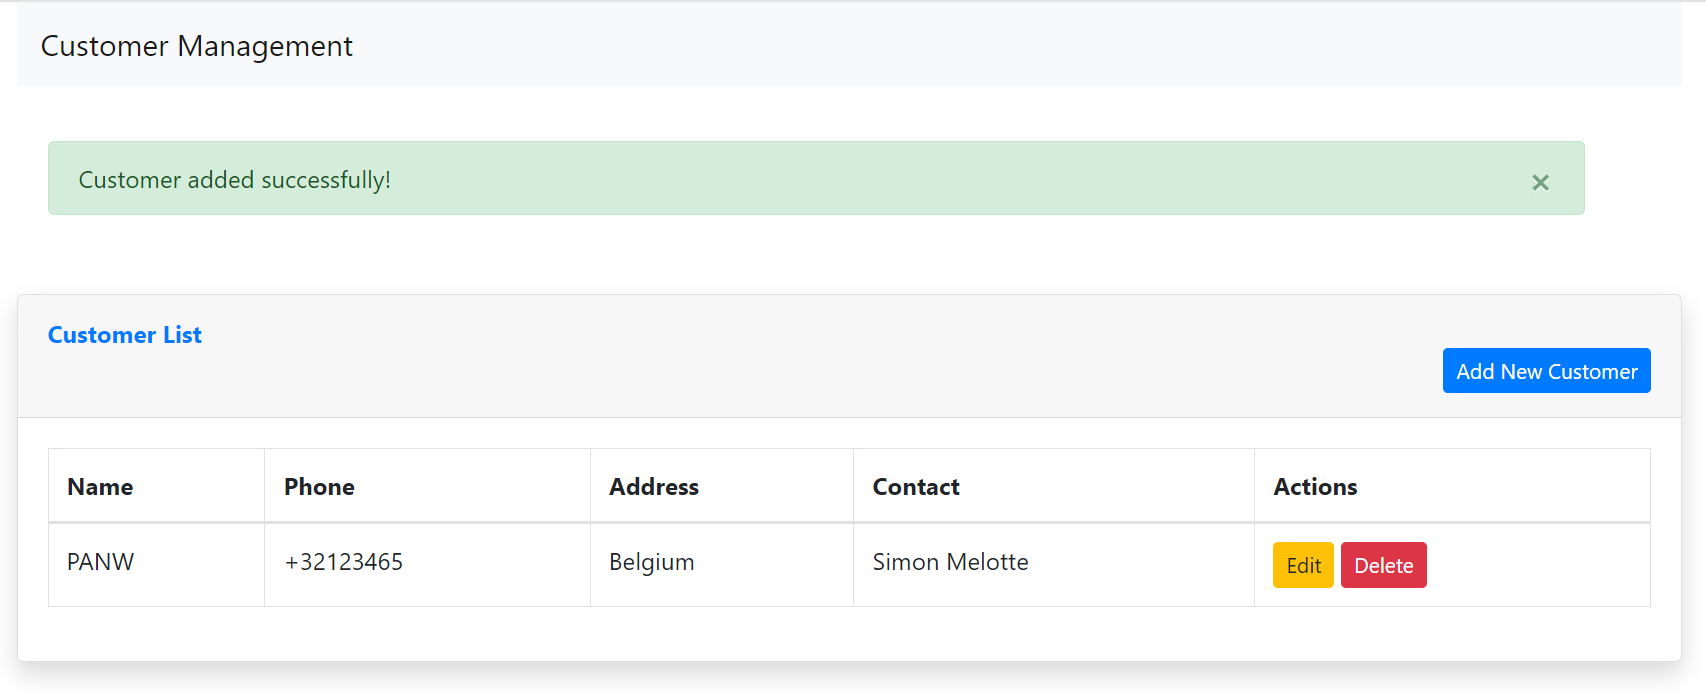 Customer Management
Customer added successfully!
×
Customer List
Add New Customer
Name Phone Address Contact Actions
PANW +32123465 Belgium Simon Melotte Edit Delete